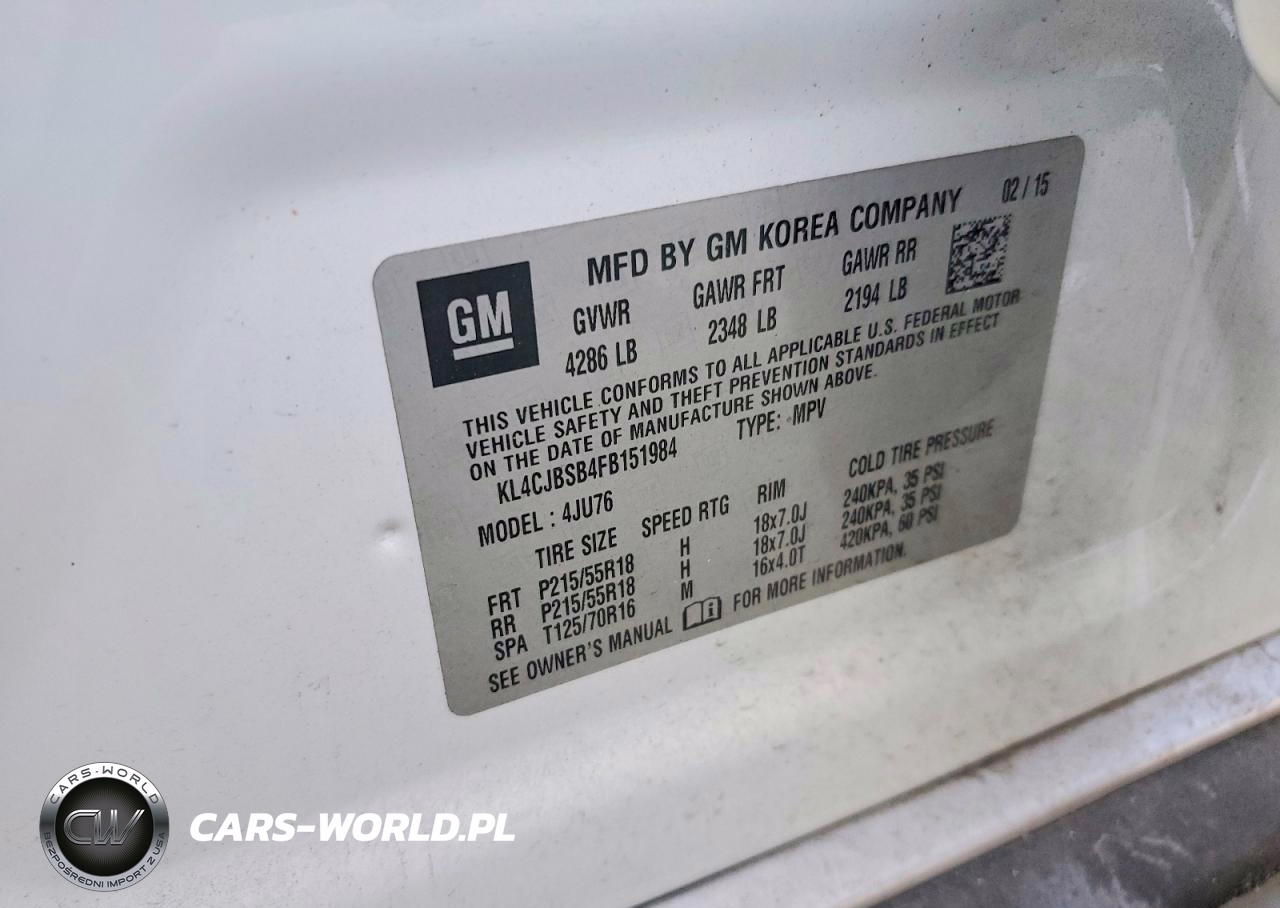 MFD BY GM KOREA COMPANY 02 / 15
GM
GVWR GAWR FRT GAWR RR
4286 LB 2348 LB 2194 LB
THIS VEHICLE CONFORMS TO ALL APPLICABLE U.S. FEDERAL MOTOR
VEHICLE SAFETY AND THEFT PREVENTION STANDARDS IN EFFECT
ON THE DATE OF MANUFACTURE SHOWN ABOVE.
KL4CJBSB4FB151984 TYPE: MPV
MODEL : 4JU76
TIRE SIZE SPEED RTG RIM COLD TIRE PRESSURE
FRT P215/55R18 H 18x7.0J 240KPA, 35 PSI
RR P215/55R18 H 18x7.0J 240KPA, 35 PSI
SPA T125/70R16 M 16x4.0T 420KPA, 60 PSI
SEE OWNER'S MANUAL FOR MORE INFORMATION.
CARS-WORLD
CW
BEZPOŚREDNI IMPORT Z USA
CARS-WORLD.PL